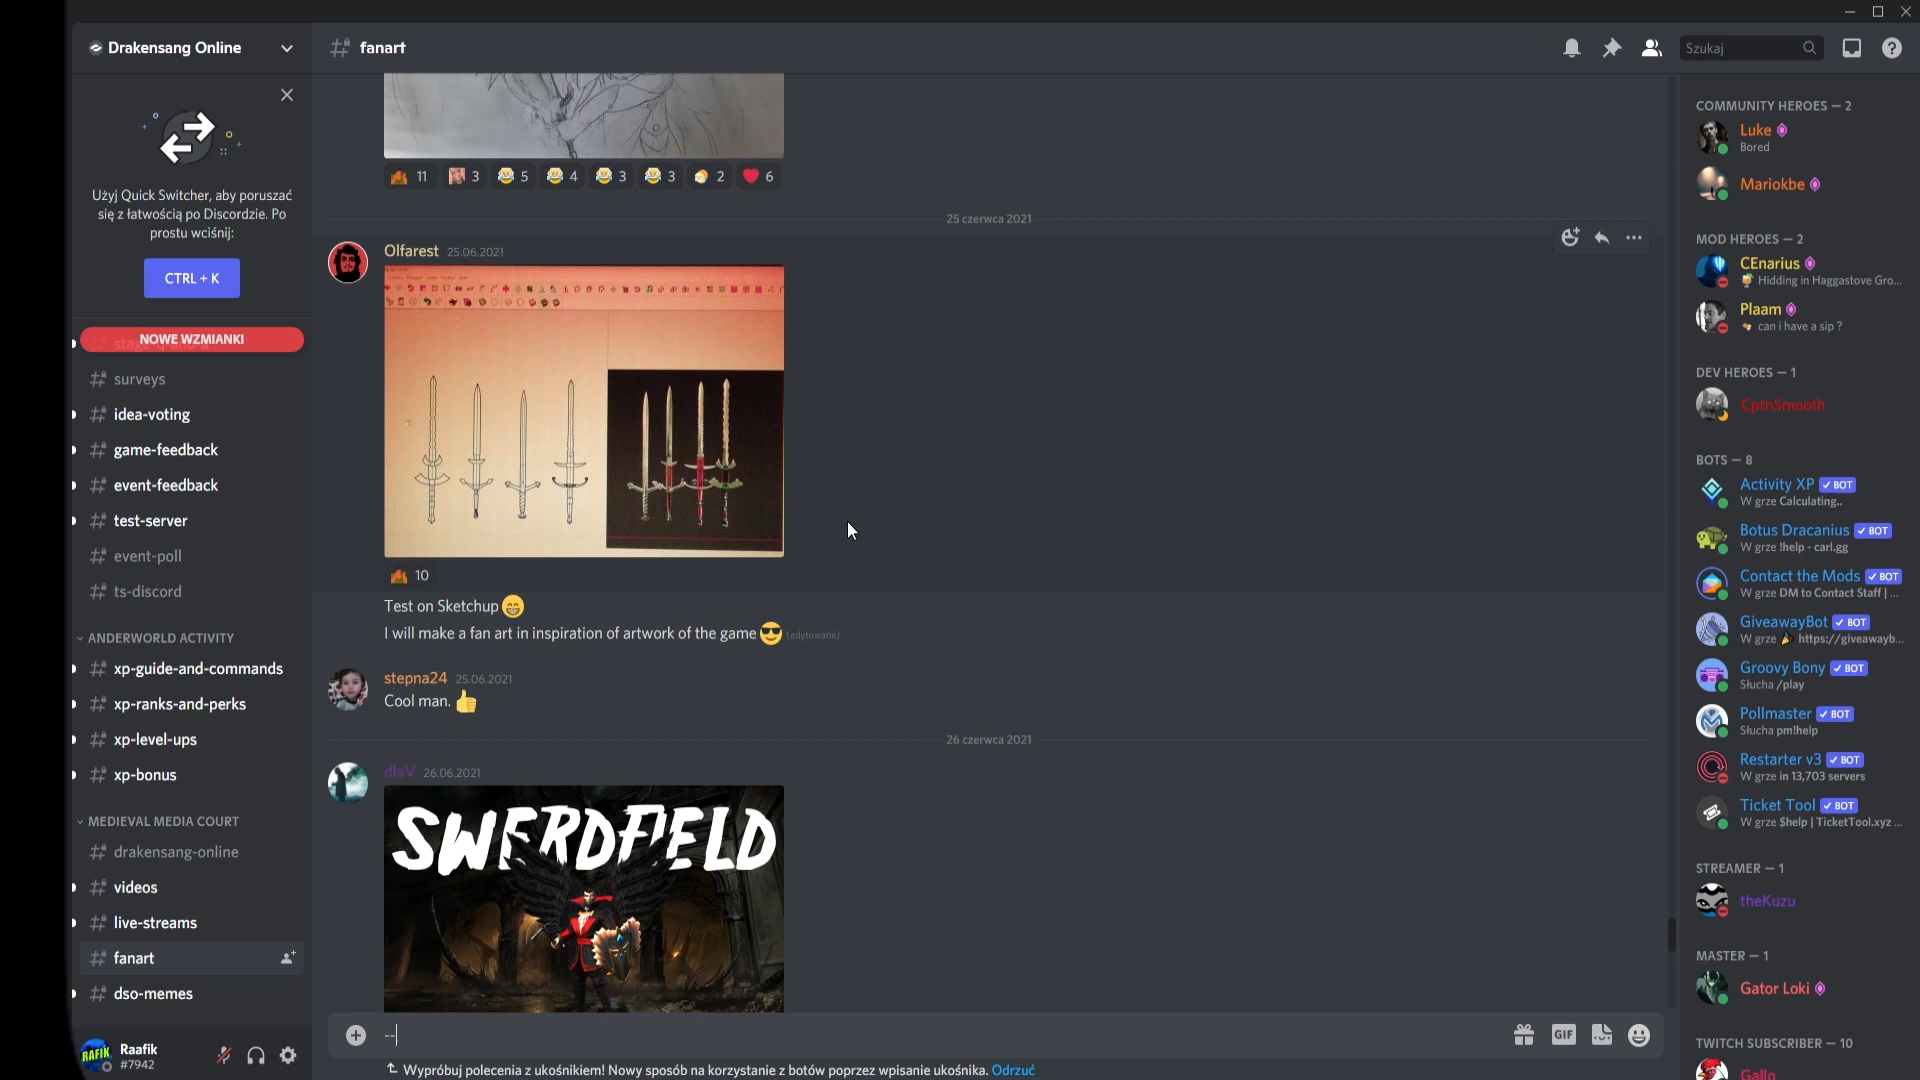 Drakensang Online
fanart
Szukaj
Użyj Quick Switcher, aby poruszać
się z łatwością po Discordzie. Po
prostu wciśnij:
CTRL + K
NOWE WZMIANKI
surveys
idea-voting
game-feedback
event-feedback
test-server
event-poll
ts-discord
ANDERWORLD ACTIVITY
xp-guide-and-commands
xp-ranks-and-perks
xp-level-ups
xp-bonus
MEDIEVAL MEDIA COURT
drakensang-online
videos
live-streams
fanart
dso-memes
RAFIK
Raafik
#7942
11 3 5 4 3 3 2 6
25 czerwca 2021
Olfarest 25.06.2021
10
Test on Sketchup
I will make a fan art in inspiration of artwork of the game (edytowane)
stepna24 25.06.2021
Cool man.
26 czerwca 2021
dlaV 26.06.2021
SWERDFIELD
--
GIF
Wypróbuj polecenia z ukośnikiem! Nowy sposób na korzystanie z botów poprzez wpisanie ukośnika. Odrzuć
COMMUNITY HEROES — 2
Luke
Bored
Mariokbe
MOD HEROES — 2
CEnarius
Hidding in Haggastove Gro...
Plaam
can i have a sip ?
DEV HEROES — 1
CptnSmooth
BOTS — 8
Activity XP BOT
W grze Calculating..
Botus Dracanius BOT
W grze !help - carl.gg
Contact the Mods BOT
W grze DM to Contact Staff | ...
GiveawayBot BOT
W grze https://giveawayb...
Groovy Bony BOT
Słucha /play
Pollmaster BOT
Słucha pm!help
Restarter v3 BOT
W grze in 13,703 servers
Ticket Tool BOT
W grze $help | TicketTool.xyz ...
STREAMER — 1
theKuzu
MASTER — 1
Gator Loki
TWITCH SUBSCRIBER — 10
Gallo